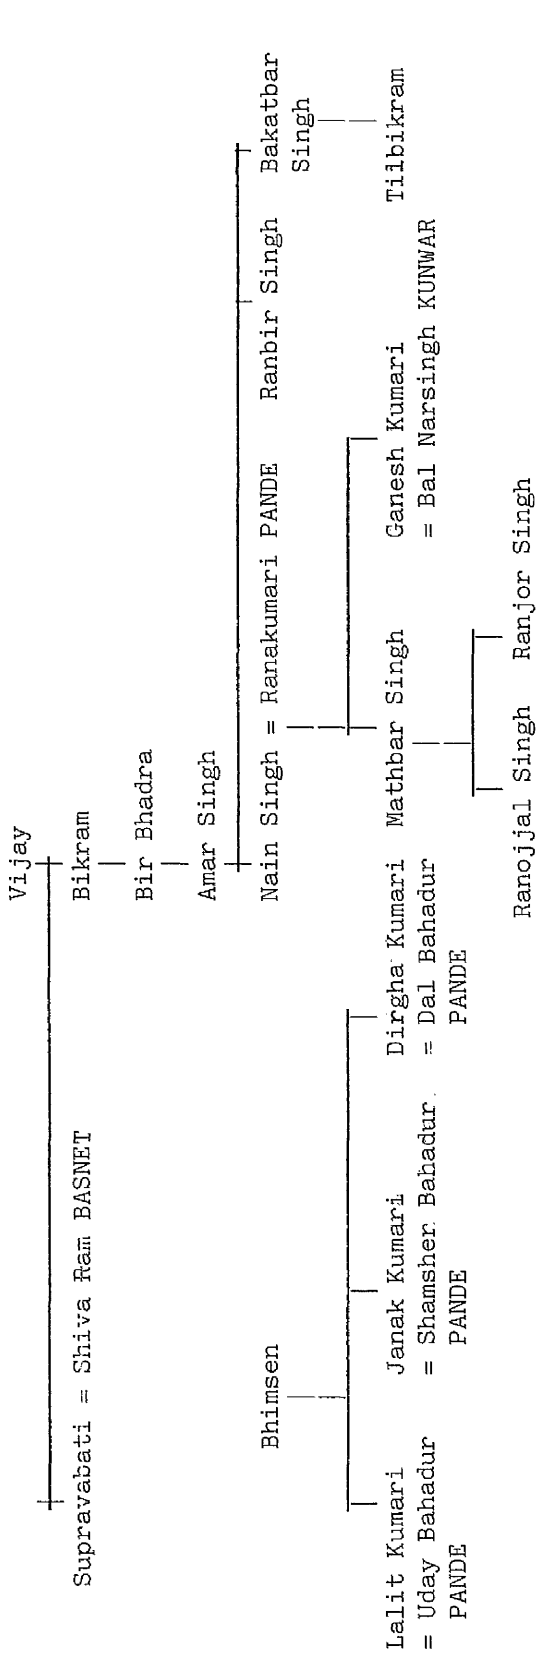 Vijay
Supravabati = Shiva Ram BASNET
Bikram
Bir Bhadra
Amar Singh
Bhimsen
Nain Singh = Ranakumari PANDE
Ranbir Singh
Bakatbar
Singh
Lalit Kumari
= Uday Bahadur
PANDE
Janak Kumari
= Shamsher Bahadur
PANDE
Dirgha Kumari
= Dal Bahadur
PANDE
Mathbar Singh
Ganesh Kumari
= Bal Narsingh KUNWAR
Tilbikram
Ranojjal Singh
Ranjor Singh